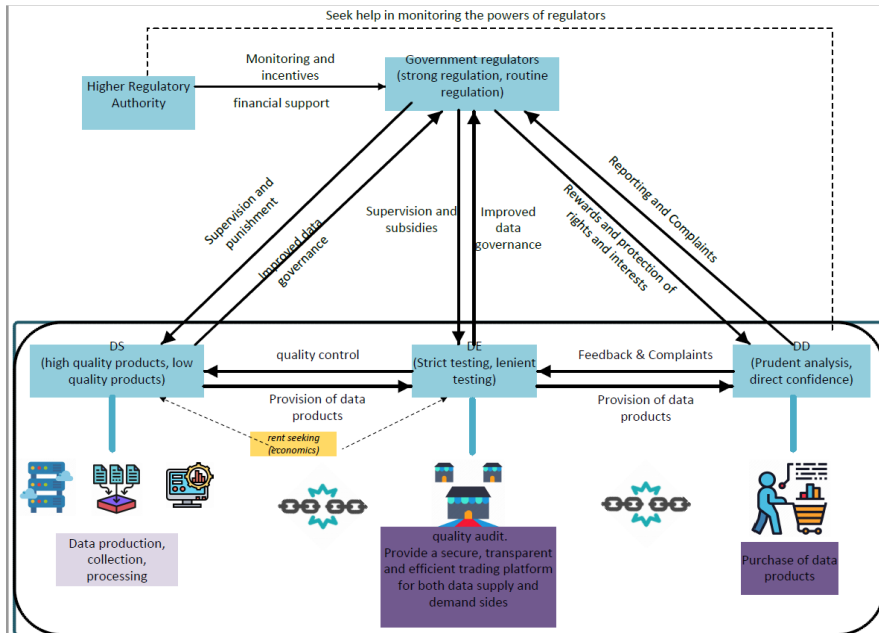 Seek help in monitoring the powers of regulators
Monitoring and
incentives
financial support
Higher Regulatory
Authority
Government regulators
(strong regulation, routine
regulation)
Supervision and
punishment
Improved data
governance
Supervision and
subsidies
Improved
data
governance
Rewards and protection of
rights and interests
Reporting and Complaints
DS
(high quality products, low
quality products)
quality control
Provision of data
products
DE
(Strict testing, lenient
testing)
Feedback & Complaints
Provision of data
products
DD
(Prudent analysis,
direct confidence)
rent seeking
(economics)
Data production,
collection,
processing
quality audit.
Provide a secure, transparent
and efficient trading platform
for both data supply and
demand sides
Purchase of data
products